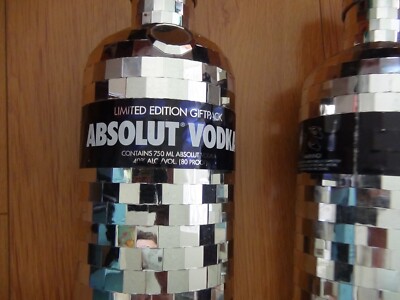 LIMITED EDITION GIFTPACK
ABSOLUT VODKA
CONTAINS 750 ML ABSOLUT
40% ALC/VOL. (80 PROOF